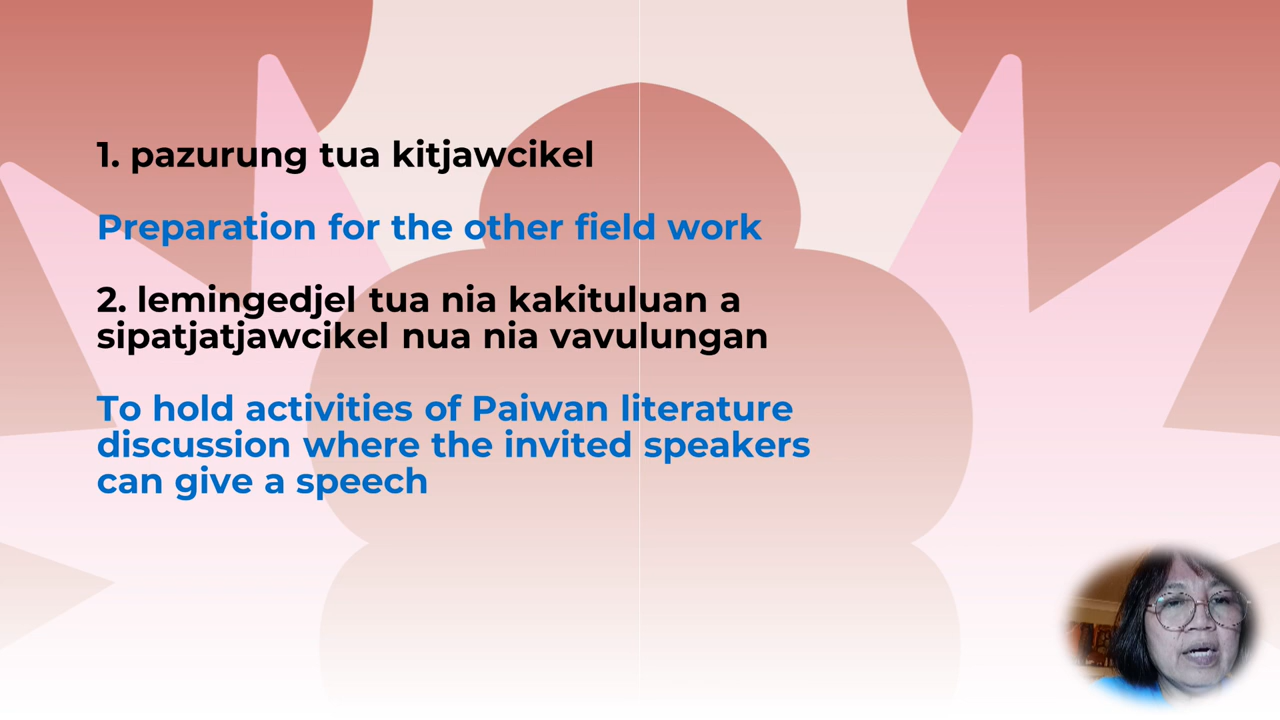 1. pazurung tua kitjawcikel
Preparation for the other field work
2. lemingedjel tua nia kakituluan a
sipatjatjawcikel nua nia vavulungan
To hold activities of Paiwan literature
discussion where the invited speakers
can give a speech